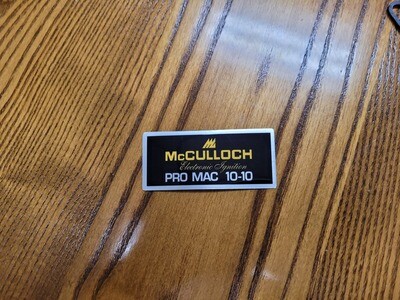 McCULLOCH
Electronic Ignition
PRO MAC 10-10